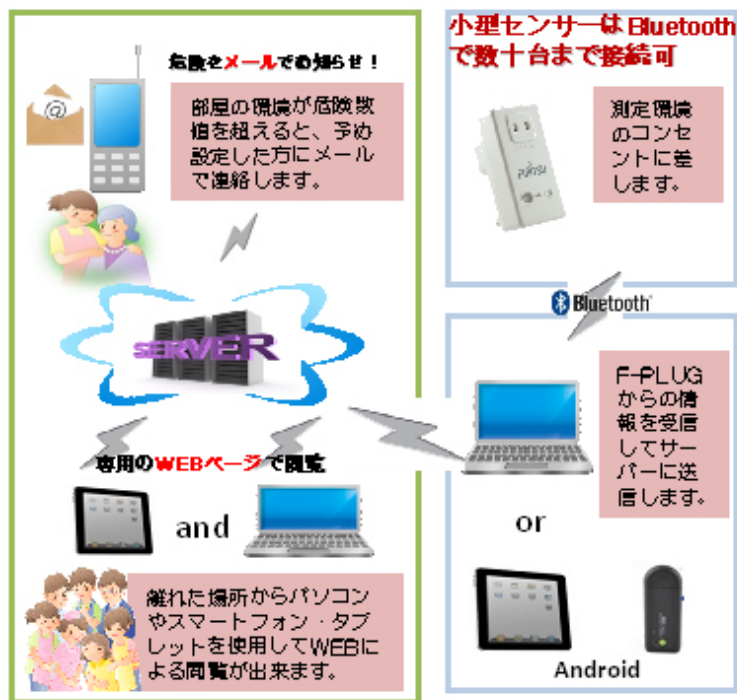 危険をメールでお知らせ！
部屋の環境が危険数
値を超えると、予め
設定した方にメール
で連絡します。
@
SERVER
専用のWEBページで閲覧
and
離れた場所からパソコン
やスマートフォン・タブ
レットを使用してWEBに
よる閲覧が出来ます。
小型センサーはBluetooth
で数十台まで接続可
測定環境
のコンセ
ントに差
します。
FUJITSU
Bluetooth
F-PLUG
からの情
報を受信
してサー
バーに送
信します。
or
Android